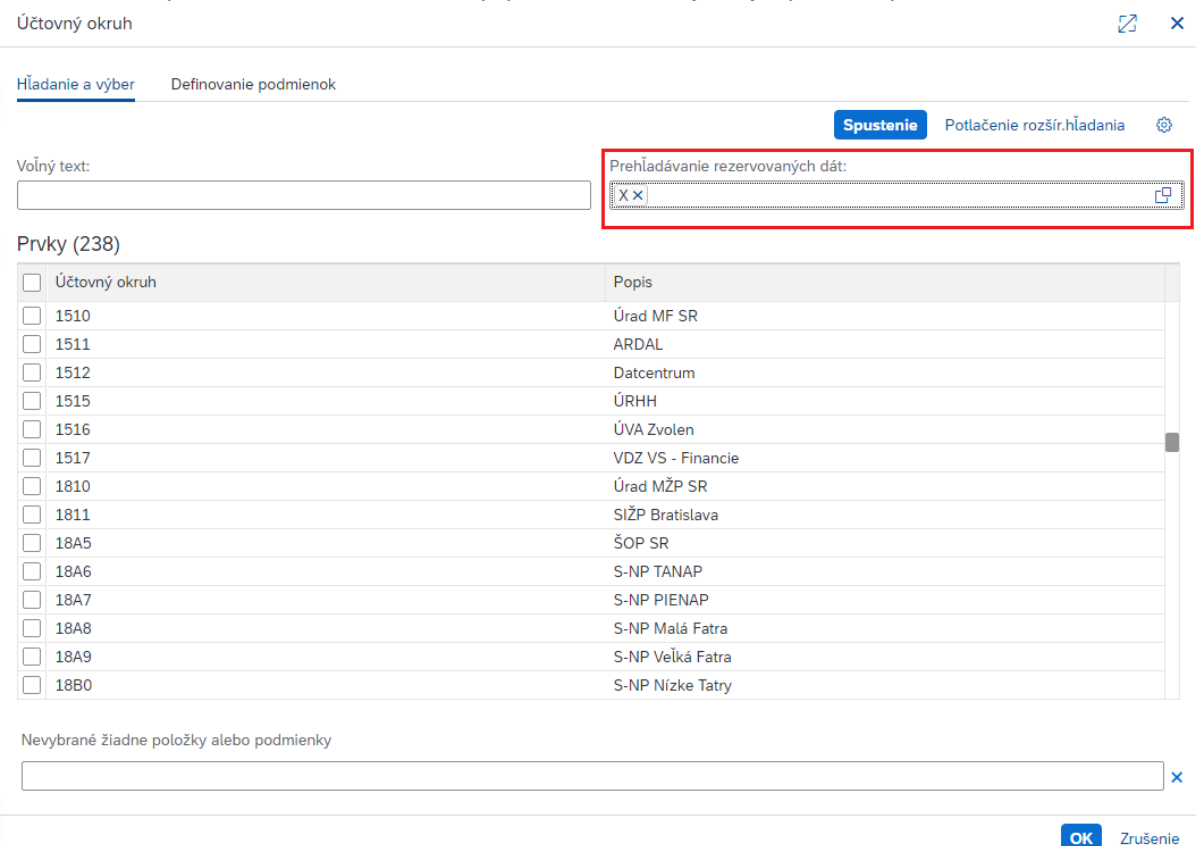 Účtovný okruh
Hľadanie a výber Definovanie podmienok
Spustenie Potlačenie rozšír.hľadania
Voľný text: Prehľadávanie rezervovaných dát:
X
Prvky (238)
Účtovný okruh Popis
1510 Úrad MF SR
1511 ARDAL
1512 Datcentrum
1515 ÚRHH
1516 ÚVA Zvolen
1517 VDZ VS - Financie
1810 Úrad MŽP SR
1811 SIŽP Bratislava
18A5 ŠOP SR
18A6 S-NP TANAP
18A7 S-NP PIENAP
18A8 S-NP Malá Fatra
18A9 S-NP Veľká Fatra
18B0 S-NP Nízke Tatry
Nevybrané žiadne položky alebo podmienky
OK Zrušenie